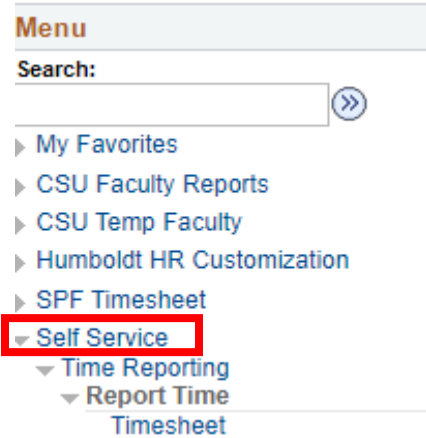 Menu
Search:
My Favorites
CSU Faculty Reports
CSU Temp Faculty
Humboldt HR Customization
SPF Timesheet
Self Service
Time Reporting
Report Time
Timesheet